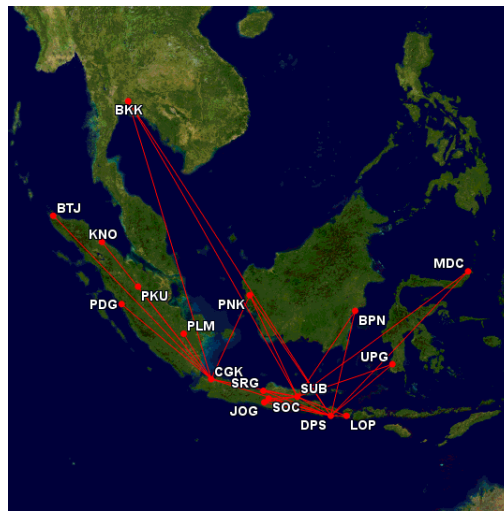 BKK
BTJ
KNO
MDC
PKU
PDG
PNK
BPN
PLM
UPG
CGK
SRG
SUB
JOG
SOC
DPS
LOP